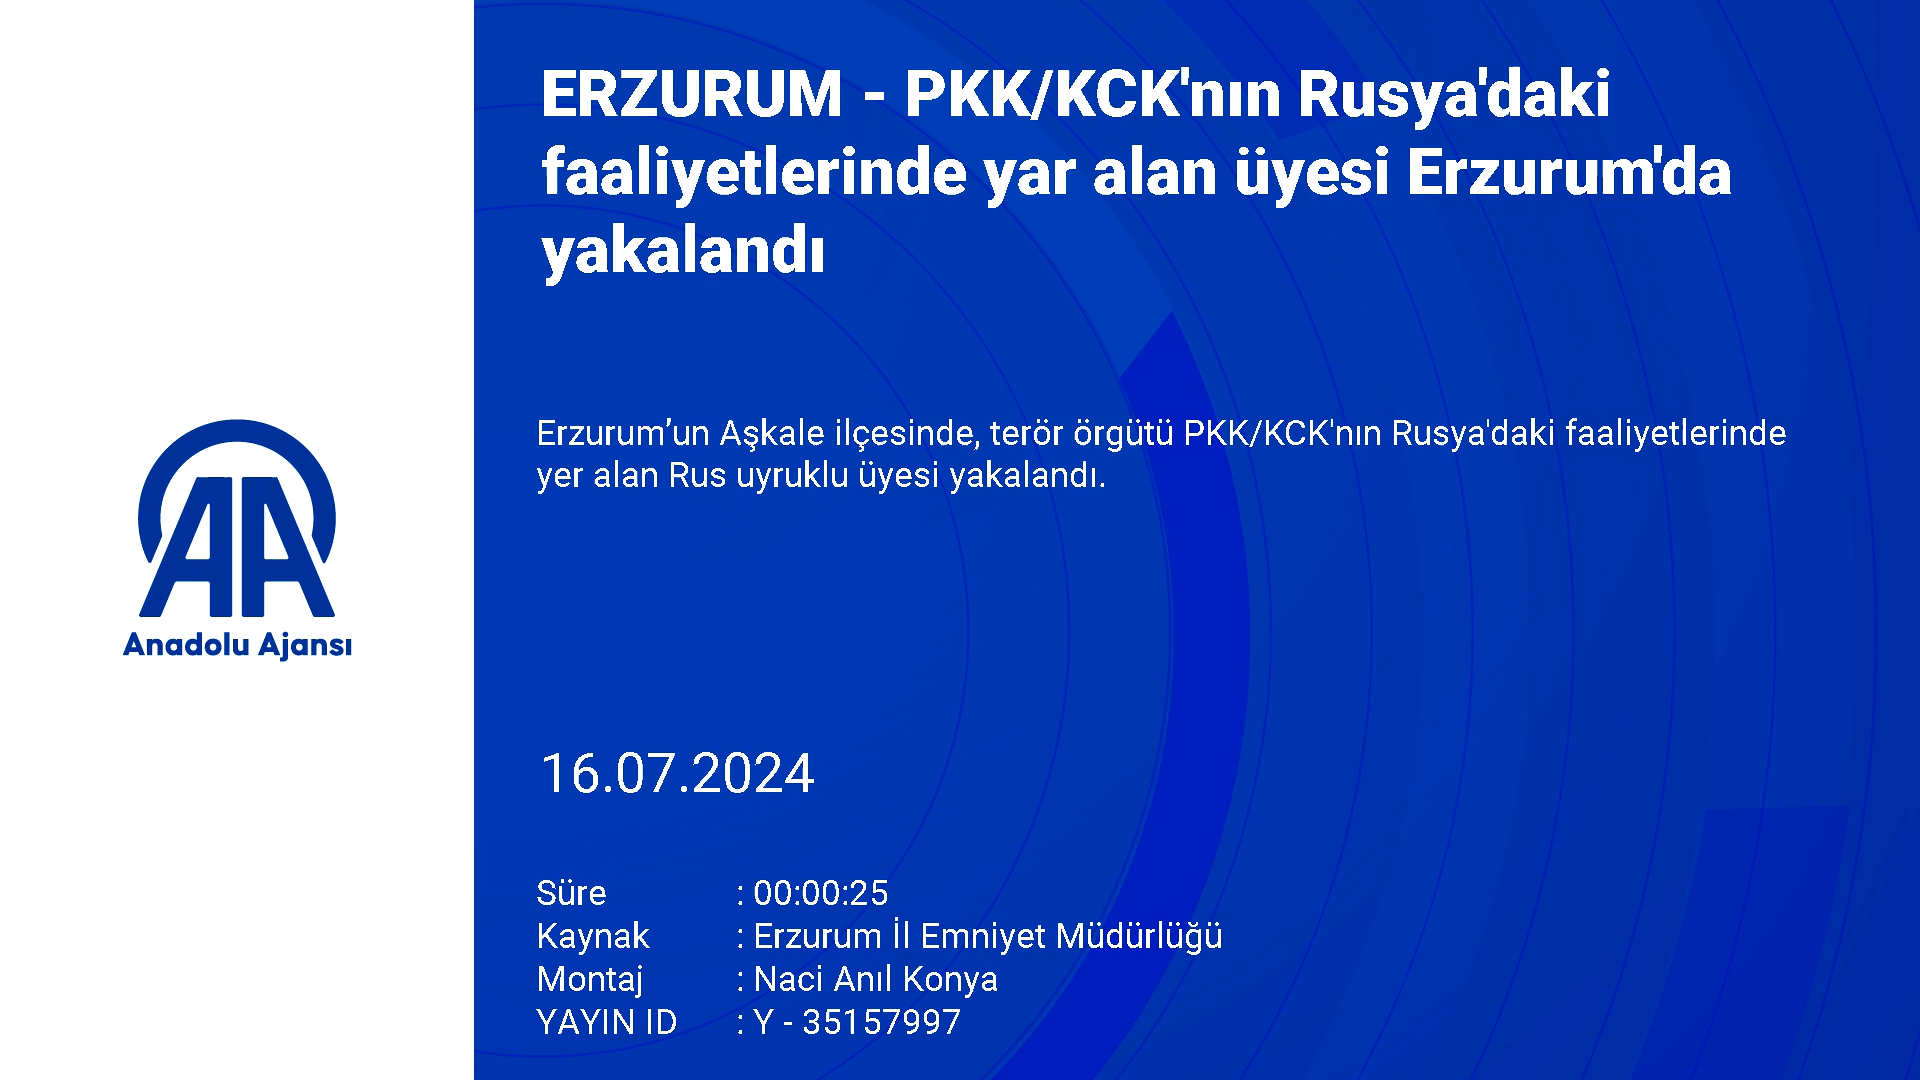 ERZURUM - PKK/KCK'nın Rusya'daki
faaliyetlerinde yar alan üyesi Erzurum'da
yakalandı
Erzurum’un Aşkale ilçesinde, terör örgütü PKK/KCK'nın Rusya'daki faaliyetlerinde
yer alan Rus uyruklu üyesi yakalandı.
AA
Anadolu Ajansı
16.07.2024
Süre : 00:00:25
Kaynak : Erzurum İl Emniyet Müdürlüğü
Montaj : Naci Anıl Konya
YAYIN ID : Y - 35157997